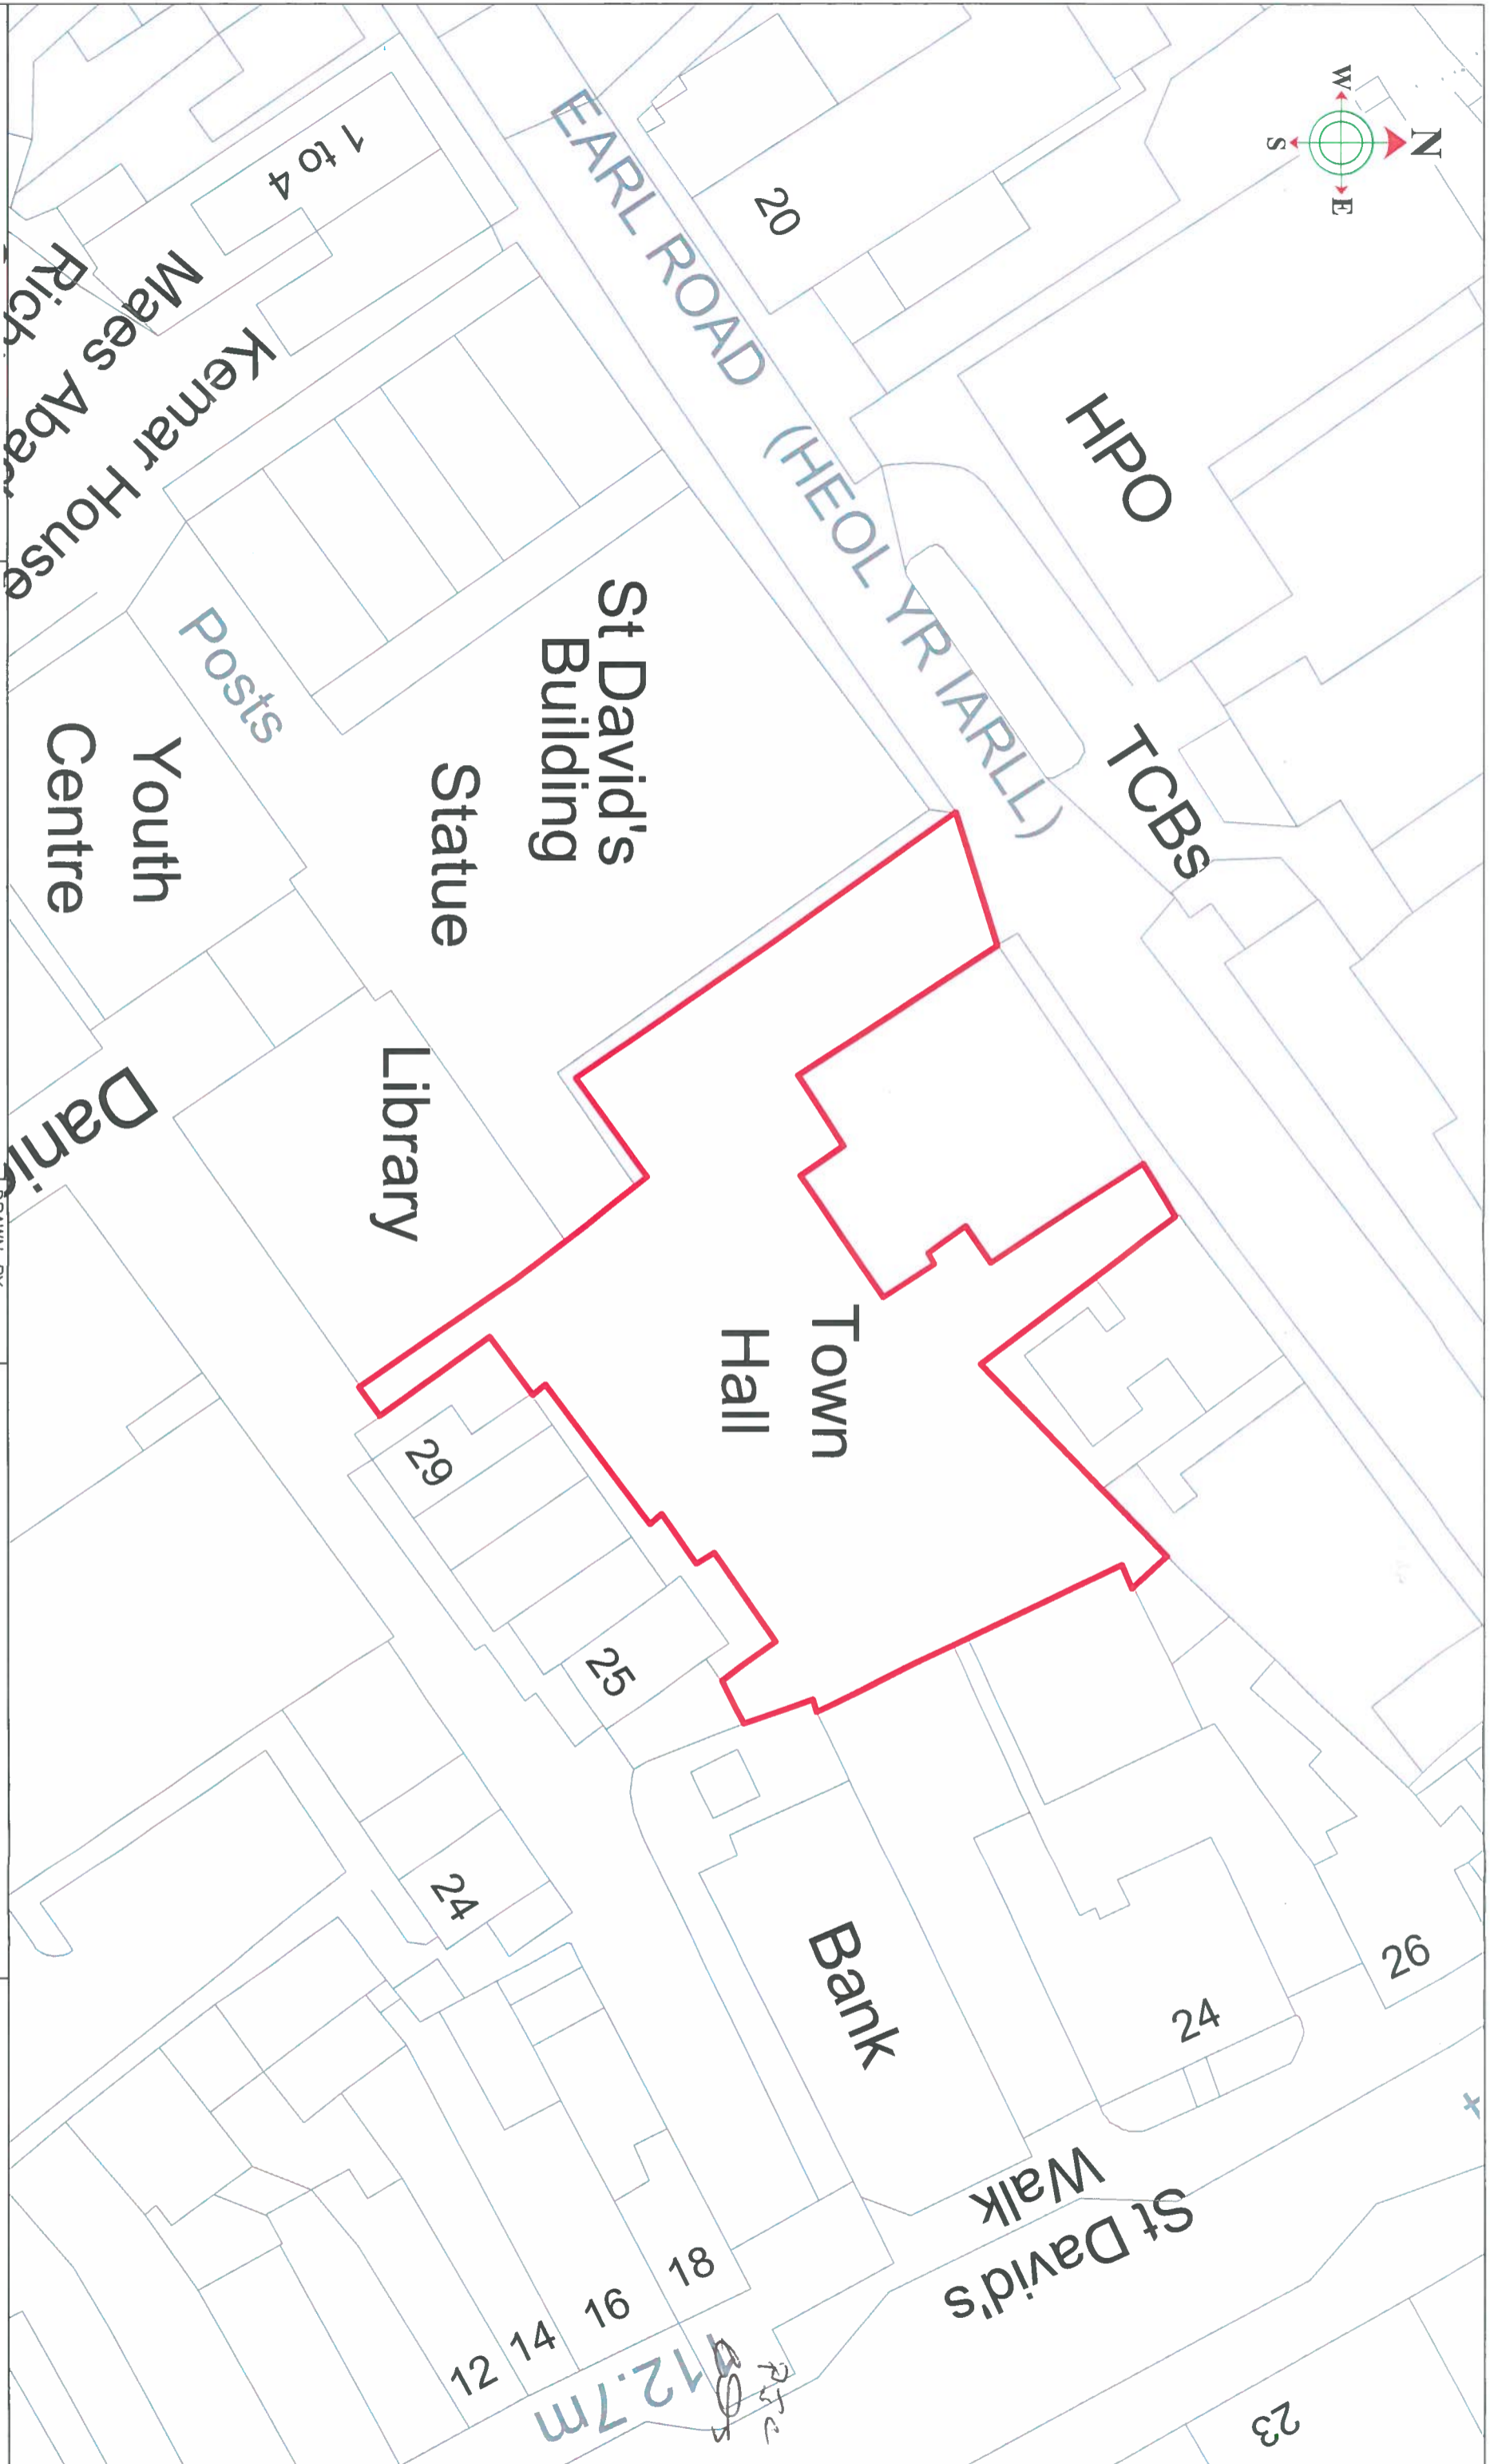 N
W
E
S
HPO
TCBs
26
24
23
20
EARL ROAD (HEOL YR IARLL)
Town
Hall
Bank
St David's
Walk
St David's
Building
Statue
Library
29
25
24
18
16
14
12
112.7m
1 to 4
Kemar House
Maes Abae
Rich
Posts
Youth
Centre